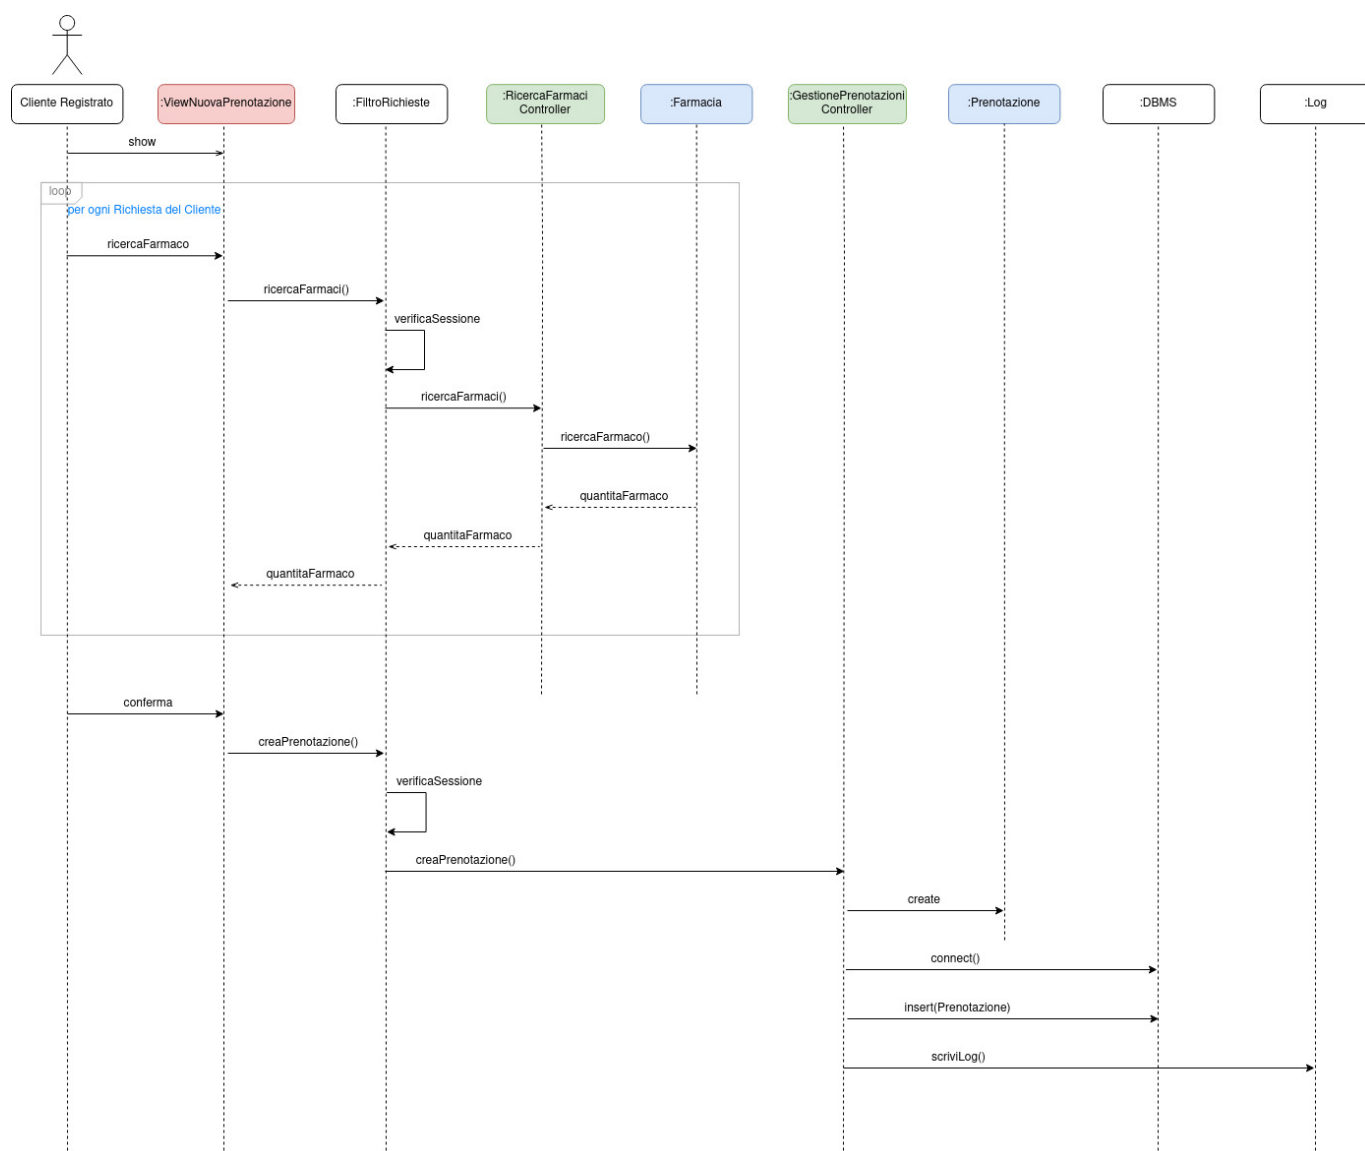 Cliente Registrato
:ViewNuovaPrenotazione
:FiltroRichieste
:RicercaFarmaci
Controller
:Farmacia
:GestionePrenotazioni
Controller
:Prenotazione
:DBMS
:Log
show
loop
per ogni Richiesta del Cliente
ricercaFarmaco
ricercaFarmaci()
verificaSessione
ricercaFarmaci()
ricercaFarmaco()
quantitaFarmaco
quantitaFarmaco
quantitaFarmaco
conferma
creaPrenotazione()
verificaSessione
creaPrenotazione()
create
connect()
insert(Prenotazione)
scriviLog()